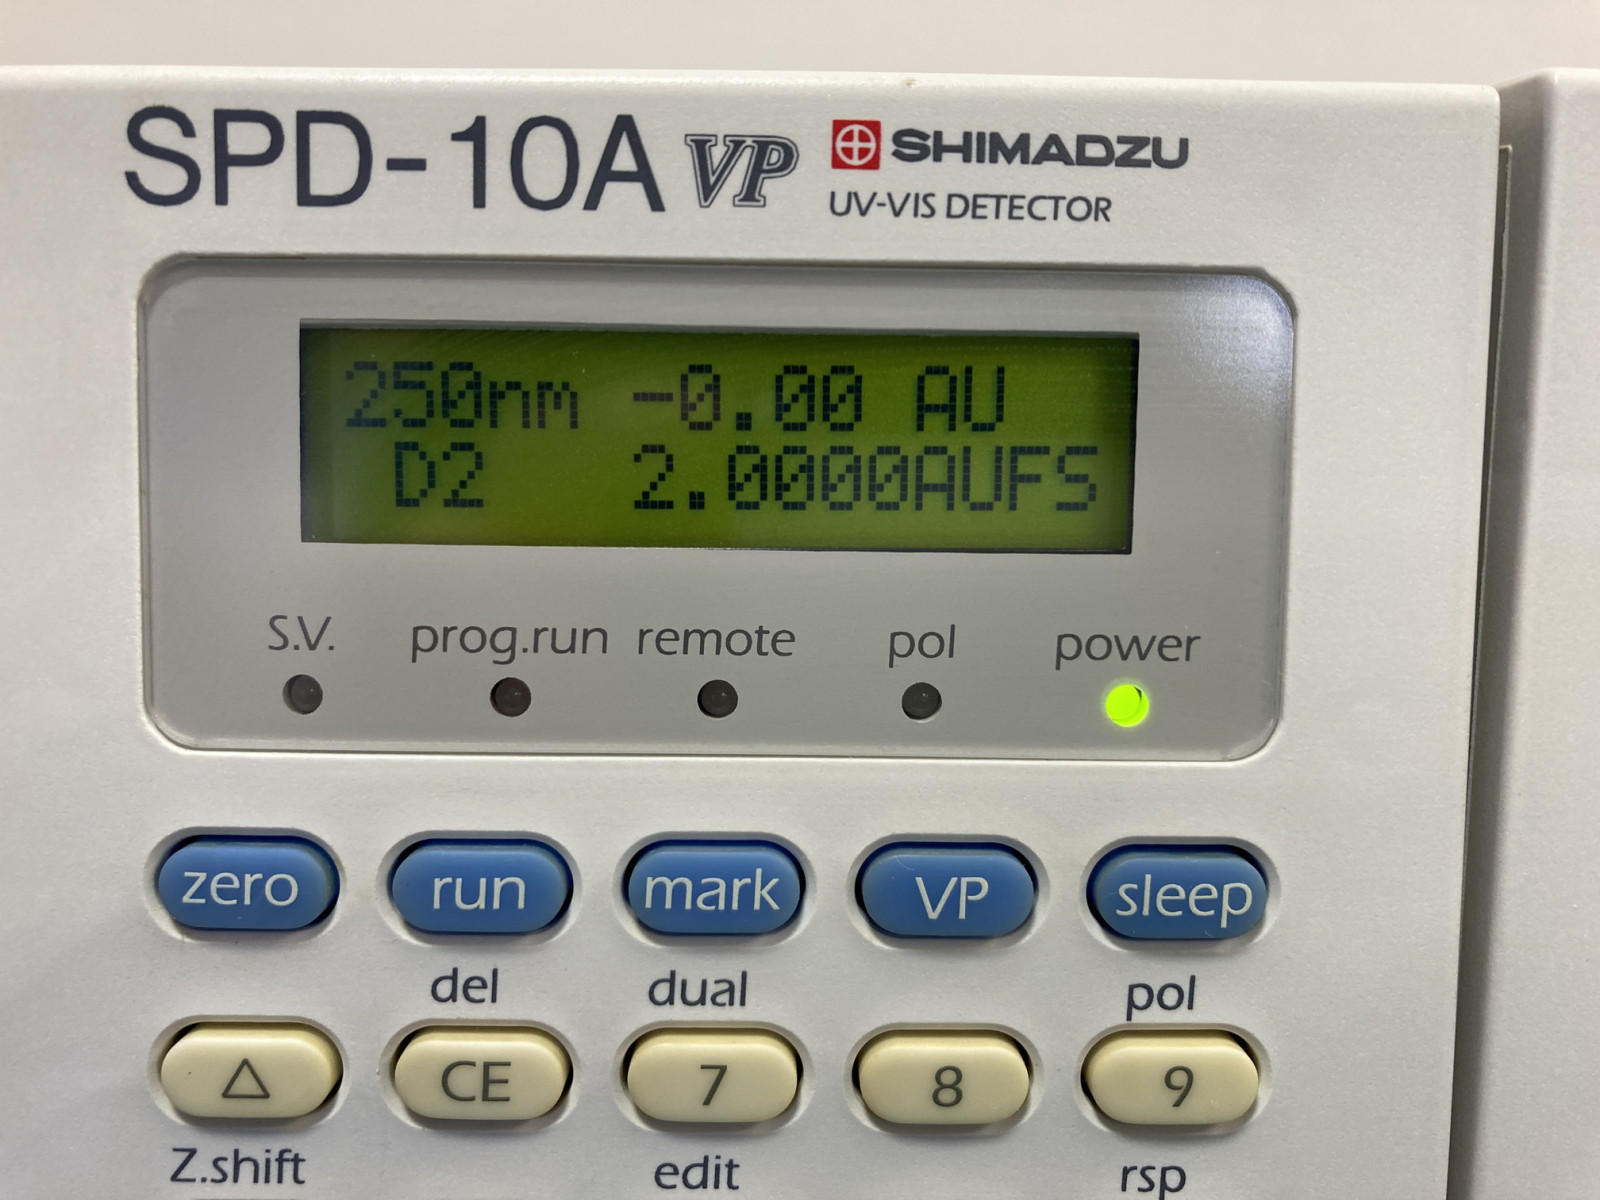 SPD-10A VP SHIMADZU
UV-VIS DETECTOR
250nm -0.00 AU
D2 2.0000AUFS
S.V. prog.run remote pol power
zero run mark VP sleep
del dual pol
△ CE 7 8 9
Z.shift edit rsp